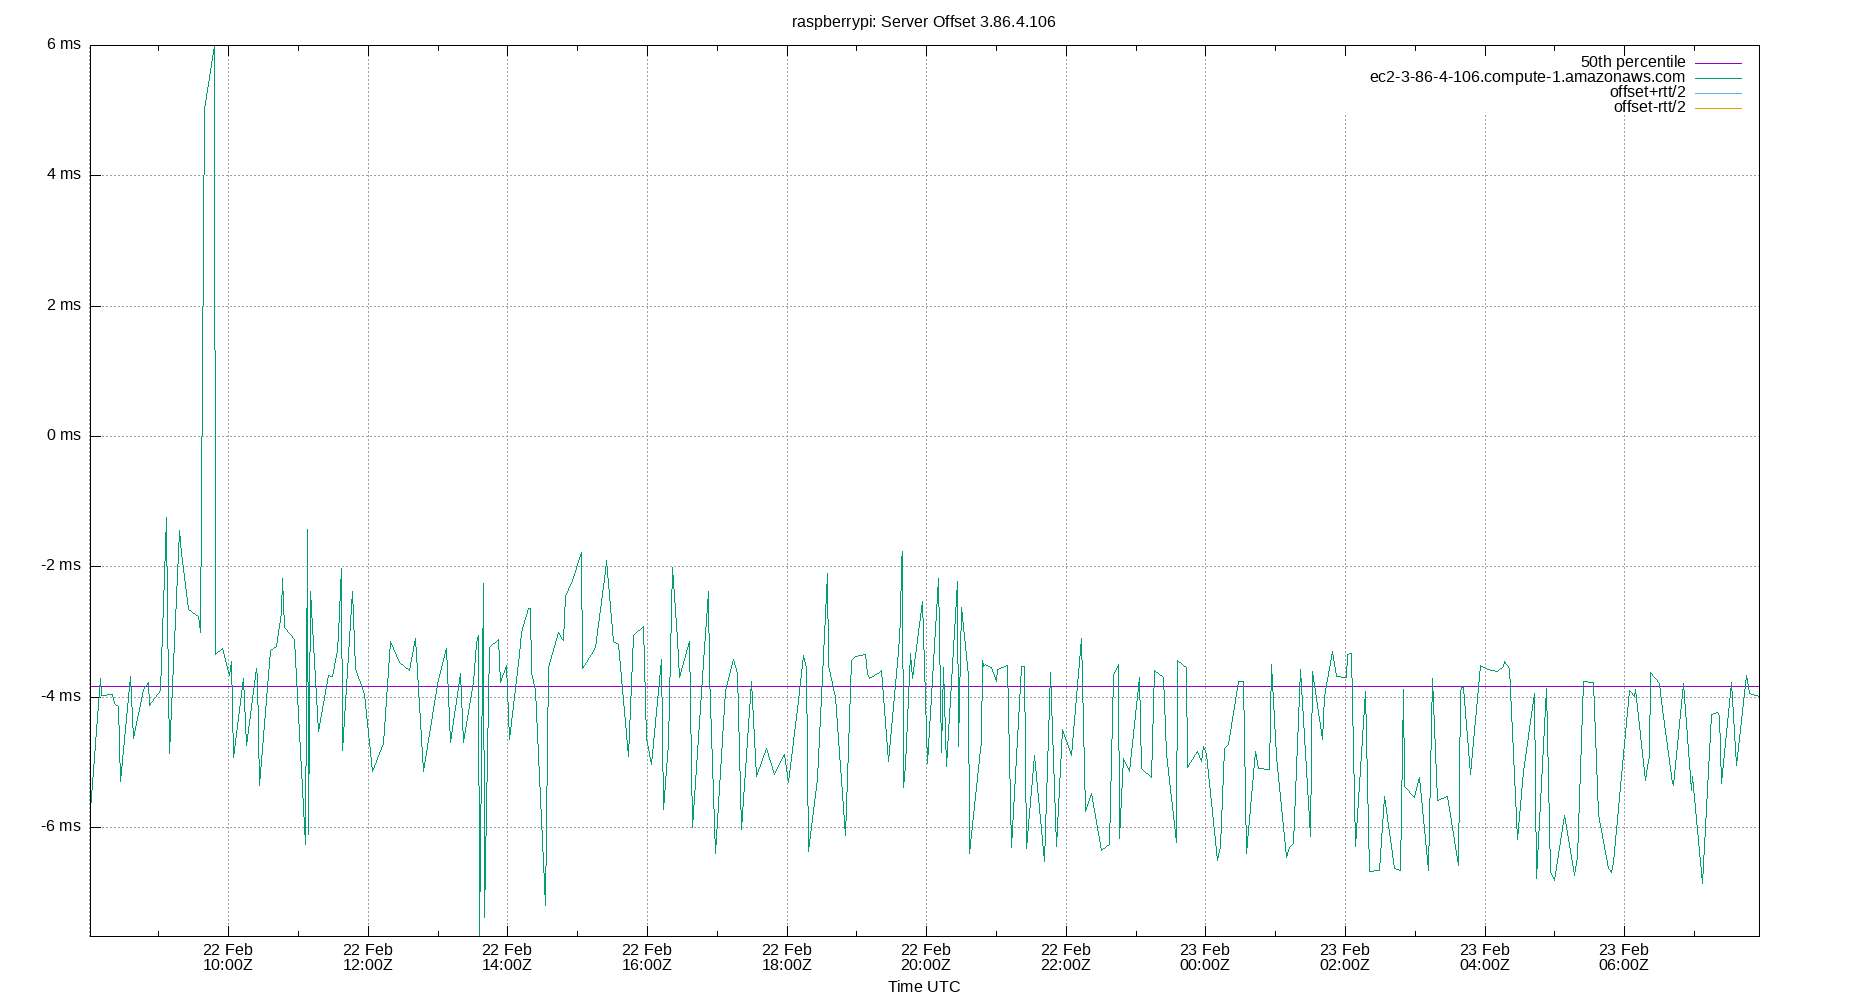 raspberrypi: Server Offset 3.86.4.106
6 ms
4 ms
2 ms
0 ms
-2 ms
-4 ms
-6 ms
50th percentile
ec2-3-86-4-106.compute-1.amazonaws.com
offset+rtt/2
offset-rtt/2
22 Feb
10:00Z
22 Feb
12:00Z
22 Feb
14:00Z
22 Feb
16:00Z
22 Feb
18:00Z
22 Feb
20:00Z
22 Feb
22:00Z
23 Feb
00:00Z
23 Feb
02:00Z
23 Feb
04:00Z
23 Feb
06:00Z
Time UTC